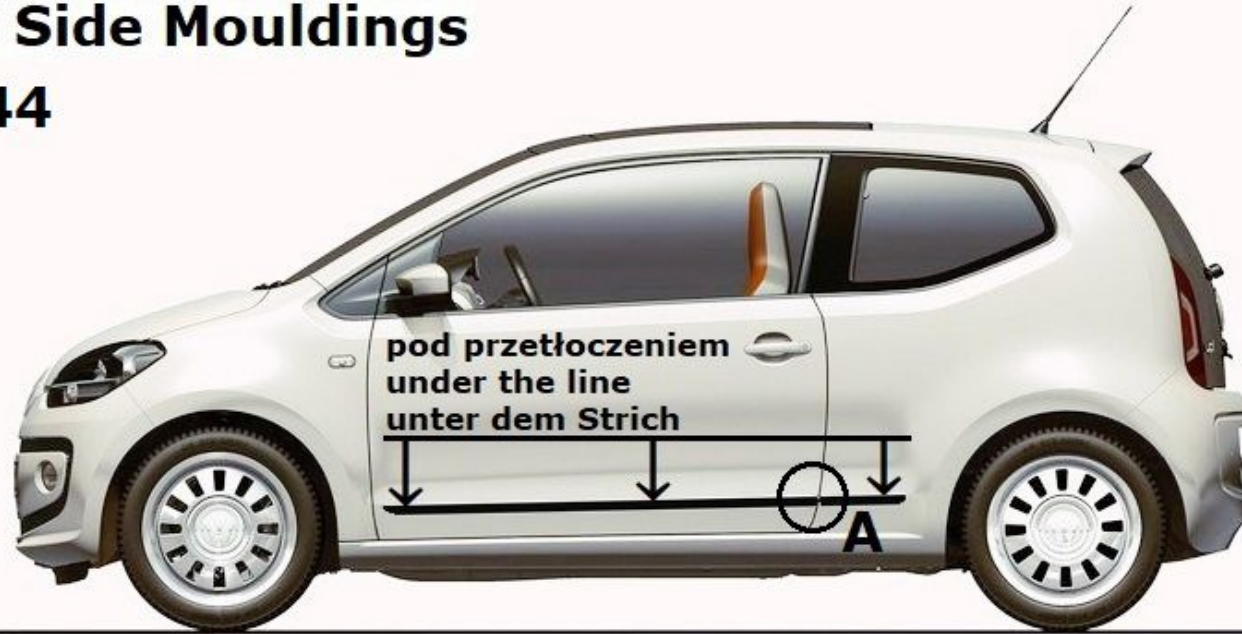 Side Mouldings
44
pod przetłoczeniem
under the line
unter dem Strich
A